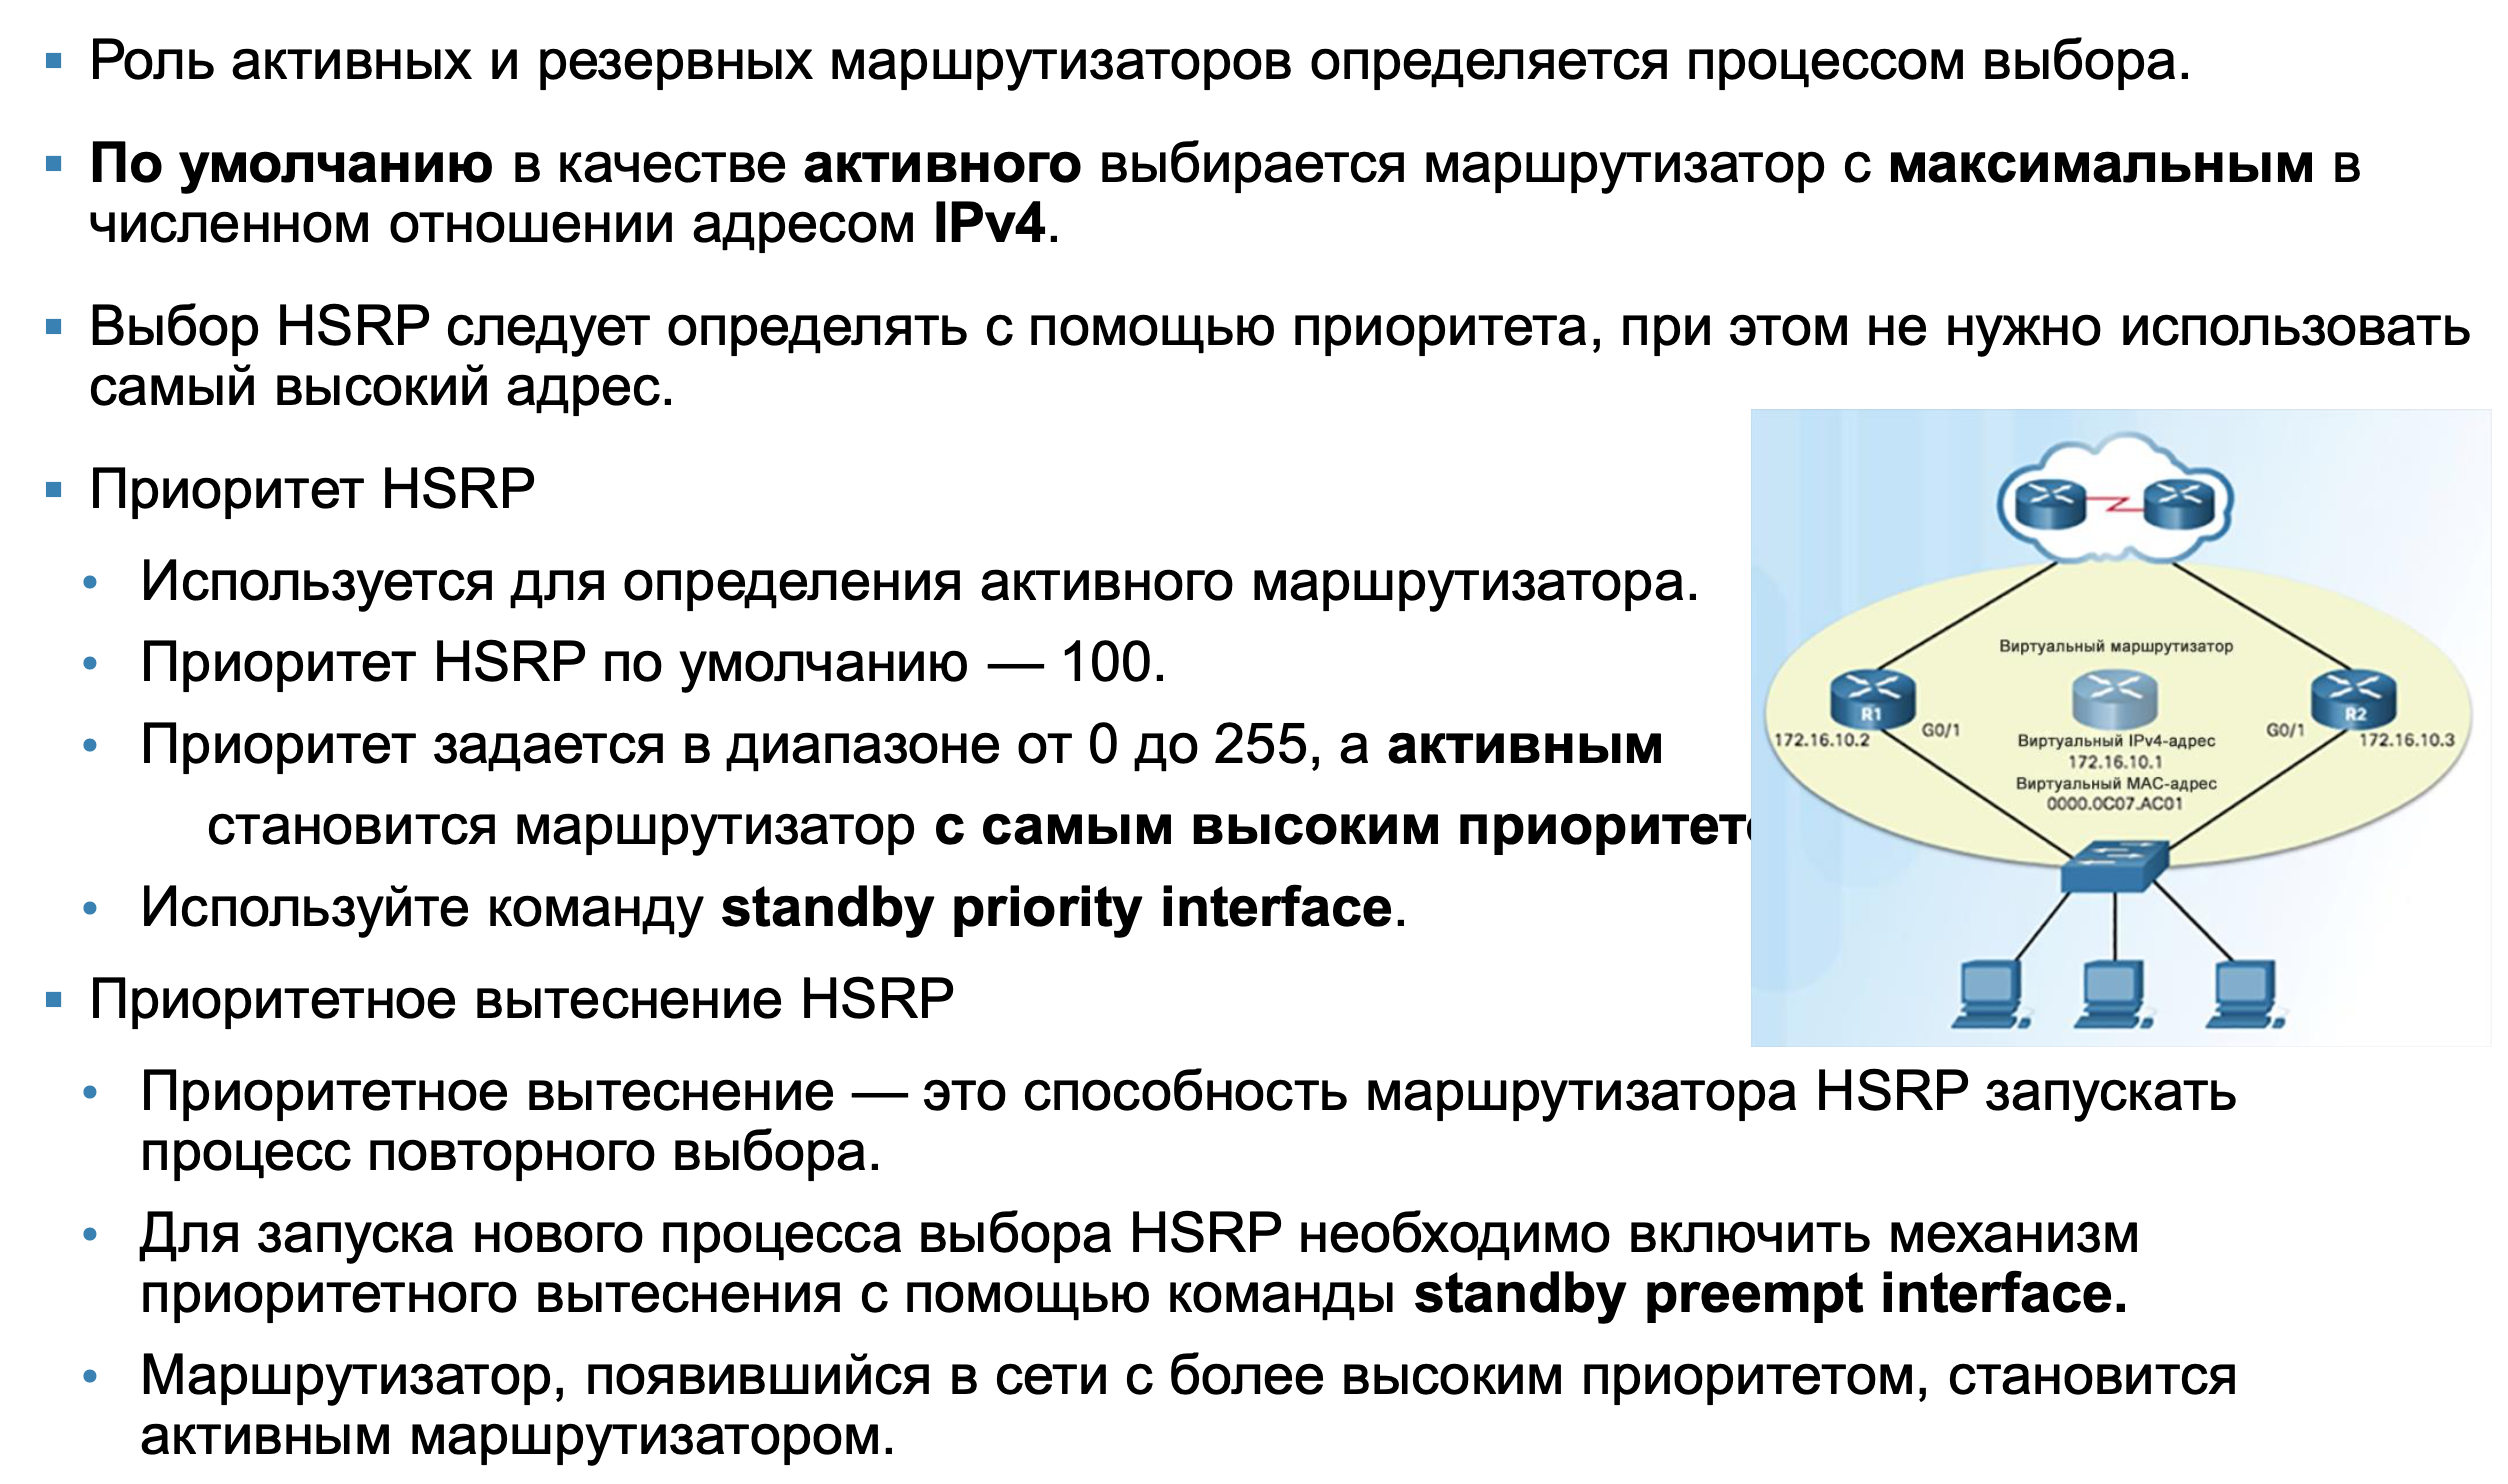 Роль активных и резервных маршрутизаторов определяется процессом выбора.
По умолчанию в качестве активного выбирается маршрутизатор с максимальным в
численном отношении адресом IPv4.
Выбор HSRP следует определять с помощью приоритета, при этом не нужно использовать
самый высокий адрес.
Приоритет HSRP
Используется для определения активного маршрутизатора.
Приоритет HSRP по умолчанию — 100.
Приоритет задается в диапазоне от 0 до 255, а активным
становится маршрутизатор с самым высоким
Используйте команду standby priority interface.
Приоритетное вытеснение HSRP
Приоритетное вытеснение — это способность маршрутизатора HSRP запускать
процесс повторного выбора.
Для запуска нового процесса выбора HSRP необходимо включить механизм
приоритетного вытеснения с помощью команды standby preempt interface.
Маршрутизатор, появившийся в сети с более высоким приоритетом, становится
активным маршрутизатором.
Виртуальный маршрутизатор
R1
R2
G0/1
G0/1
172.16.10.2
172.16.10.3
Виртуальный IPv4-адрес
172.16.10.1
Виртуальный MAC-адрес
0000.0C07.AC01